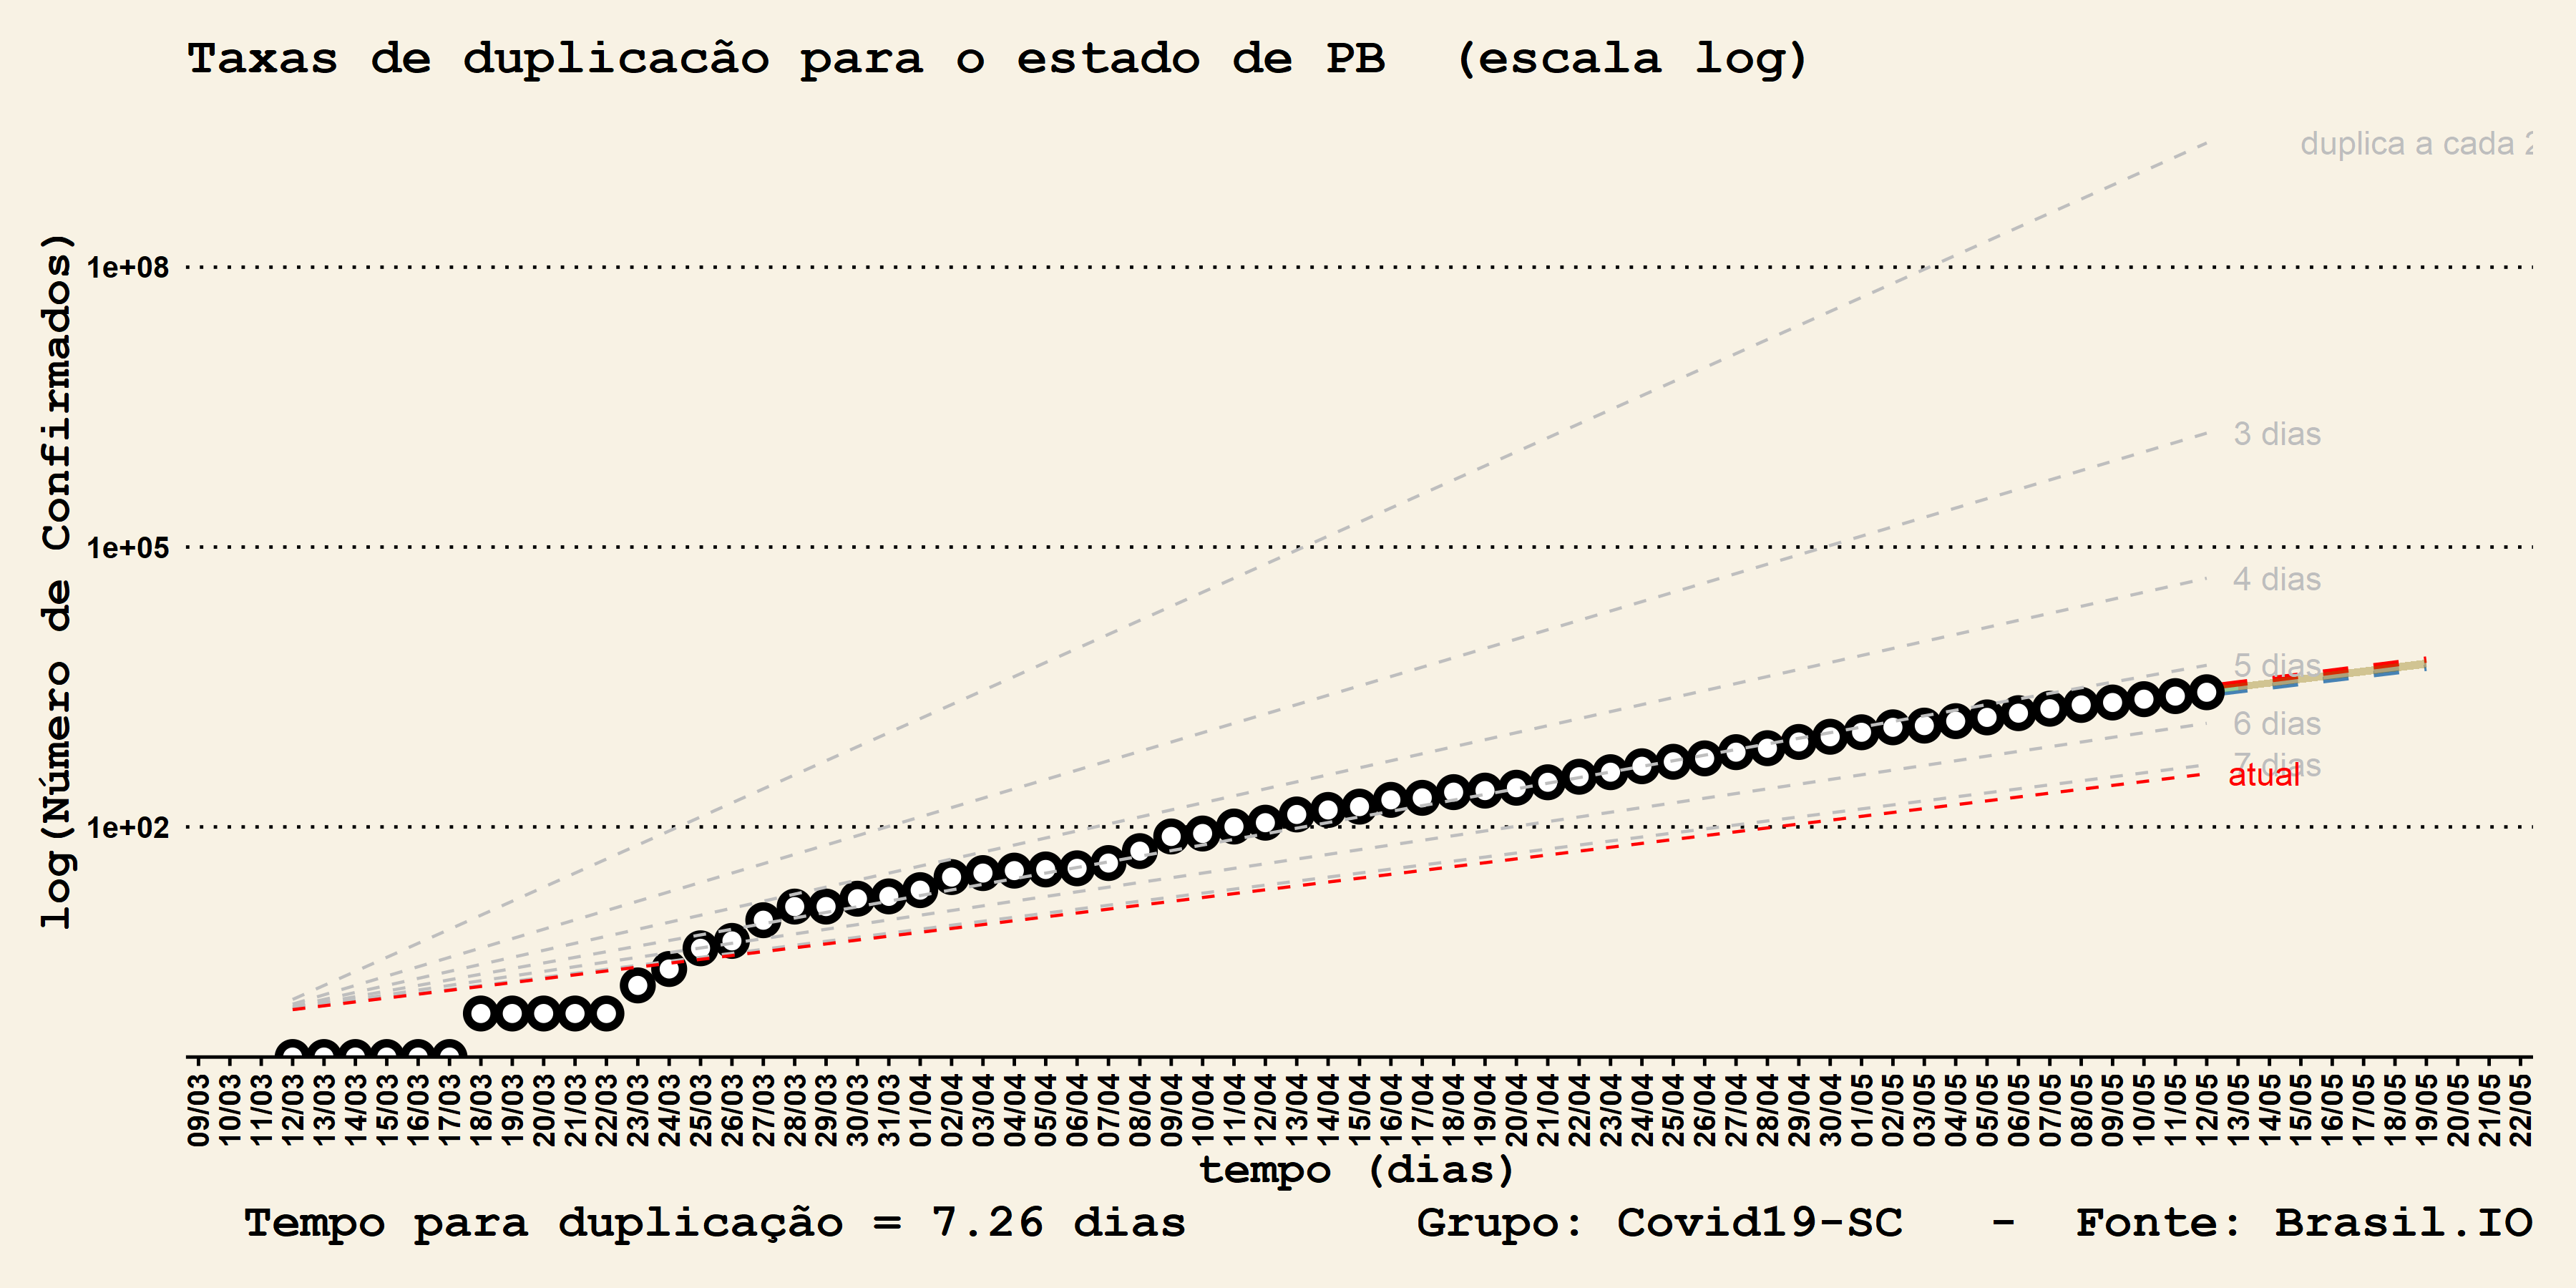 Taxas de duplicacão para o estado de PB (escala log)
duplica a cada 2
log(Número de Confirmados)
1e+08
3 dias
1e+05
4 dias
5 dias
6 dias
7 dias
atual
1e+02
09/03 10/03 11/03 12/03 13/03 14/03 15/03 16/03 17/03 18/03 19/03 20/03 21/03 22/03 23/03 24/03 25/03 26/03 27/03 28/03 29/03 30/03 31/03 01/04 02/04 03/04 04/04 05/04 06/04 07/04 08/04 09/04 10/04 11/04 12/04 13/04 14/04 15/04 16/04 17/04 18/04 19/04 20/04 21/04 22/04 23/04 24/04 25/04 26/04 27/04 28/04 29/04 30/04 01/05 02/05 03/05 04/05 05/05 06/05 07/05 08/05 09/05 10/05 11/05 12/05 13/05 14/05 15/05 16/05 17/05 18/05 19/05 20/05 21/05 22/05
tempo (dias)
Tempo para duplicação = 7.26 dias Grupo: Covid19-SC - Fonte: Brasil.IO